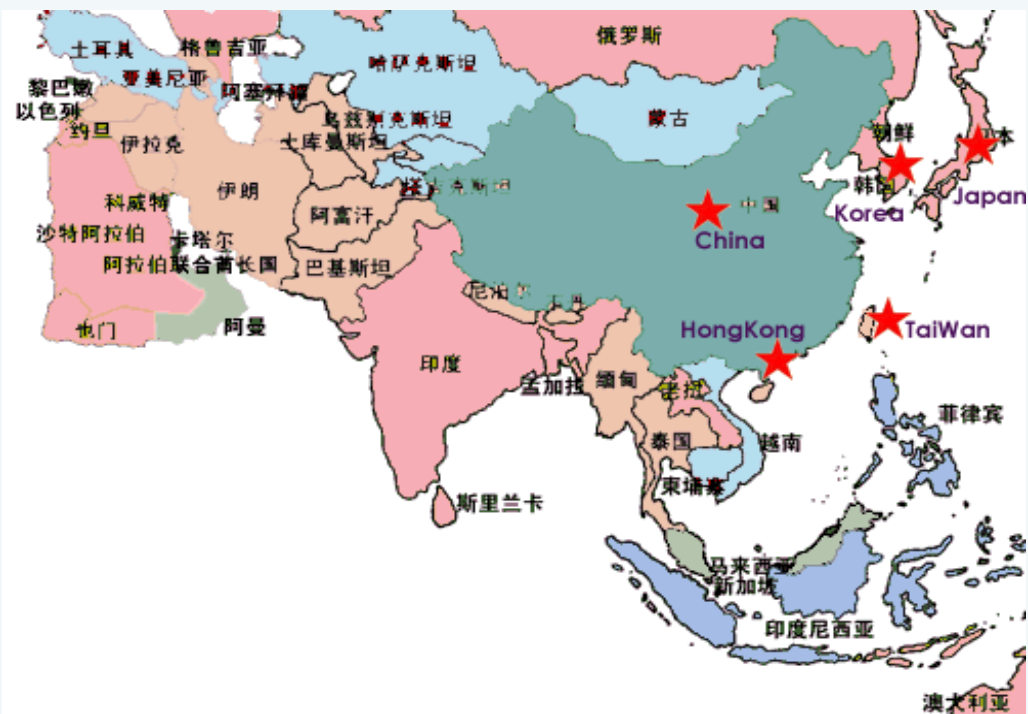 俄罗斯
土耳其
格鲁吉亚
哈萨克斯坦
亚美尼亚
阿塞拜疆
黎巴嫩
以色列
约旦
伊拉克
乌兹别克斯坦
土库曼斯坦
蒙古
朝鲜
日本
塔吉克斯坦
伊朗
阿富汗
韩国
Korea
Japan
中国
China
科威特
沙特阿拉伯
卡塔尔
阿拉伯联合酋长国
巴基斯坦
尼泊尔
不丹
HongKong
TaiWan
也门
阿曼
印度
孟加拉
缅甸
老挝
菲律宾
泰国
越南
柬埔寨
斯里兰卡
马来西亚
新加坡
印度尼西亚
澳大利亚